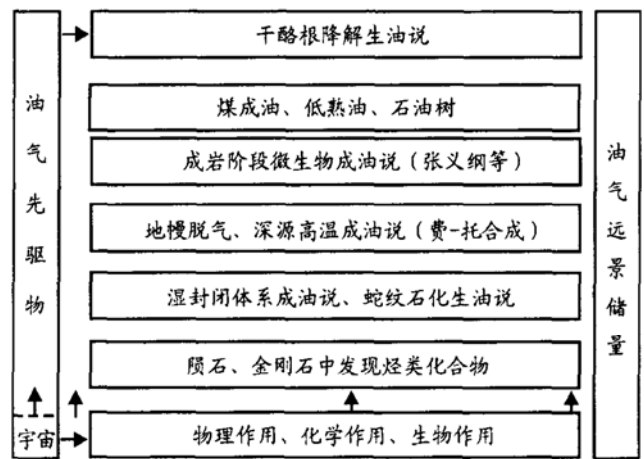 油气先驱物
干酪根降解生油说
煤成油、低熟油、石油树
成岩阶段微生物成油说（张义纲等）
地慢脱气、深源高温成油说（费-托合成）
湿封闭体系成油说、蛇纹石化生油说
陨石、金刚石中发现烃类化合物
宇宙
物理作用、化学作用、生物作用
油气远景储量